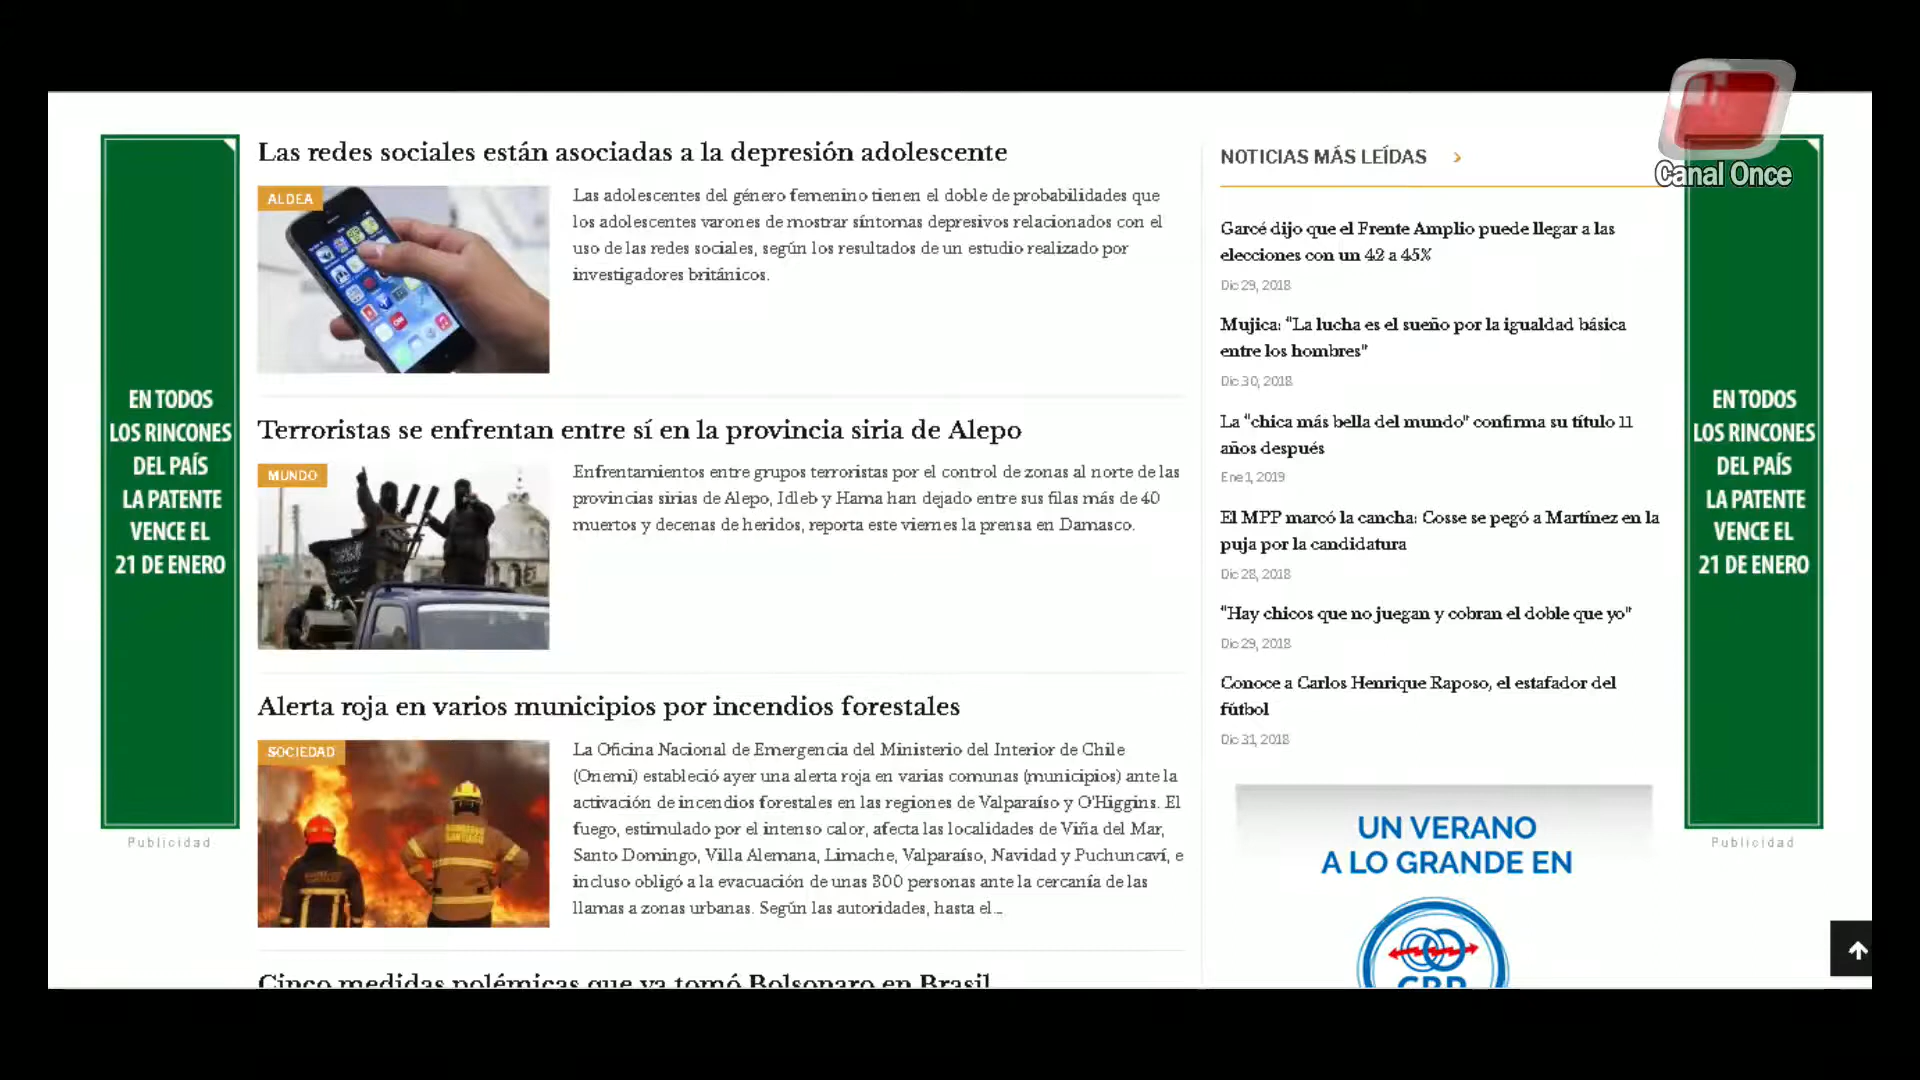 Canal Once
EN TODOS
LOS RINCONES
DEL PAÍS
LA PATENTE
VENCE EL
21 DE ENERO
Publicidad
Las redes sociales están asociadas a la depresión adolescente
ALDEA
Las adolescentes del género femenino tienen el doble de probabilidades que
los adolescentes varones de mostrar síntomas depresivos relacionados con el
uso de las redes sociales, según los resultados de un estudio realizado por
investigadores británicos.
Terroristas se enfrentan entre sí en la provincia siria de Alepo
MUNDO
Enfrentamientos entre grupos terroristas por el control de zonas al norte de las
provincias sirias de Alepo, Idleb y Hama han dejado entre sus filas más de 40
muertos y decenas de heridos, reporta este viernes la prensa en Damasco.
Alerta roja en varios municipios por incendios forestales
SOCIEDAD
La Oficina Nacional de Emergencia del Ministerio del Interior de Chile
(Onemi) estableció ayer una alerta roja en varias comunas (municipios) ante la
activación de incendios forestales en las regiones de Valparaíso y O'Higgins. El
fuego, estimulado por el intenso calor, afecta las localidades de Viña del Mar,
Santo Domingo, Villa Alemana, Limache, Valparaíso, Navidad y Puchuncaví, e
incluso obligó a la evacuación de unas 300 personas ante la cercanía de las
llamas a zonas urbanas. Según las autoridades, hasta el...
Cinco medidas polémicas que ya tomó Bolsonaro en Brasil
NOTICIAS MÁS LEÍDAS
Garcé dijo que el Frente Amplio puede llegar a las
elecciones con un 42 a 45%
Dic 29, 2018
Mujica: "La lucha es el sueño por la igualdad básica
entre los hombres"
Dic 30, 2018
La "chica más bella del mundo" confirma su título 11
años después
Ene 1, 2019
El MPP marcó la cancha: Cosse se pegó a Martínez en la
puja por la candidatura
Dic 28, 2018
"Hay chicos que no juegan y cobran el doble que yo"
Dic 29, 2018
Conoce a Carlos Henrique Raposo, el estafador del
fútbol
Dic 31, 2018
UN VERANO
A LO GRANDE EN
EN TODOS
LOS RINCONES
DEL PAÍS
LA PATENTE
VENCE EL
21 DE ENERO
Publicidad